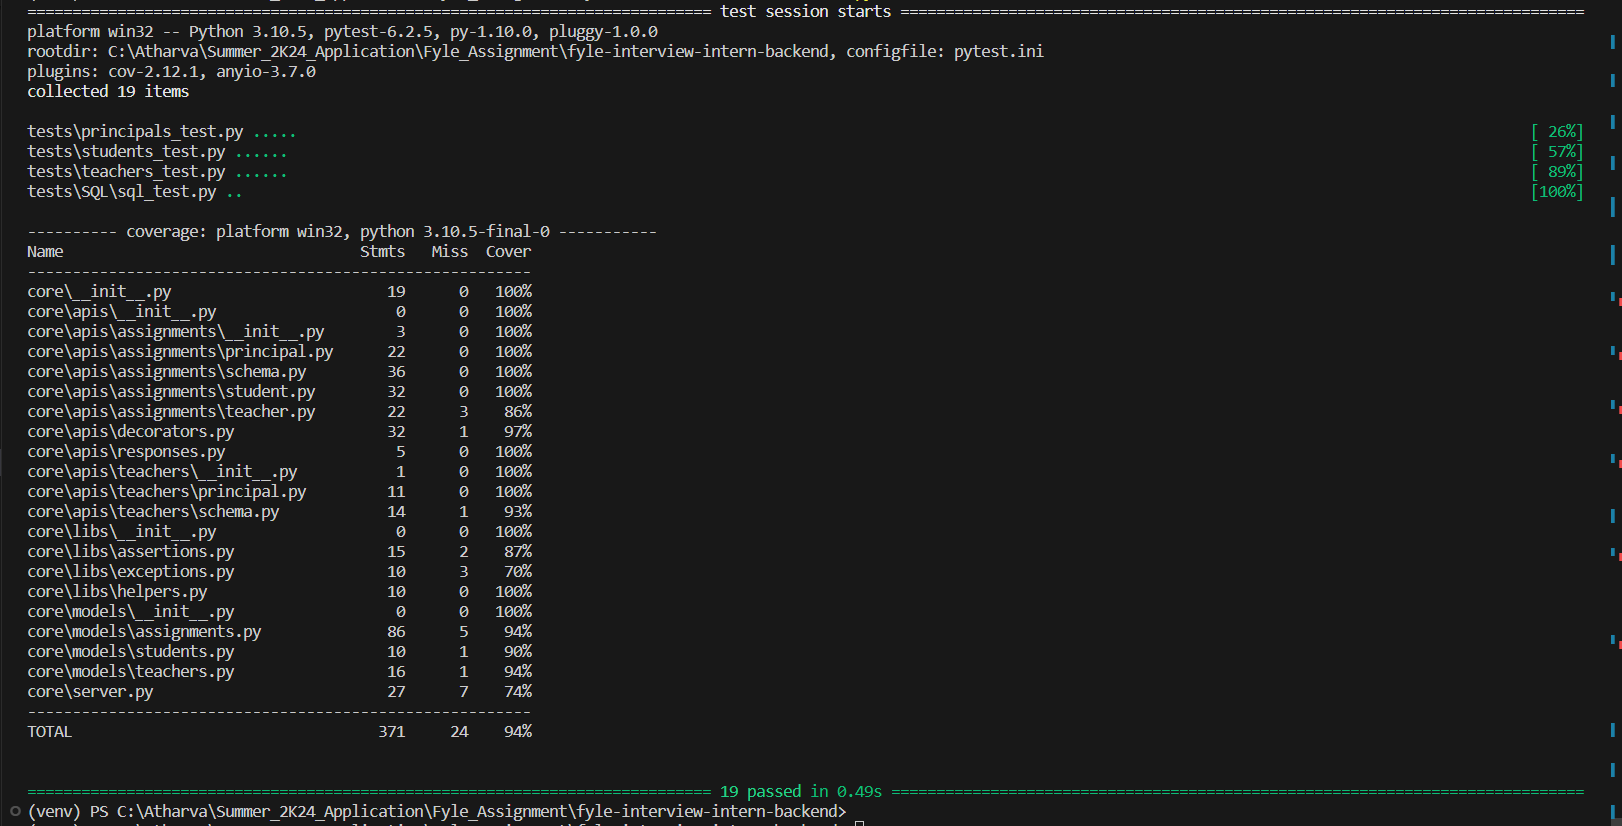 ============================================================================ test session starts ============================================================================
platform win32 -- Python 3.10.5, pytest-6.2.5, py-1.10.0, pluggy-1.0.0
rootdir: C:\Atharva\Summer_2K24_Application\Fyle_Assignment\fyle-interview-intern-backend, configfile: pytest.ini
plugins: cov-2.12.1, anyio-3.7.0
collected 19 items
tests\principals_test.py ..... [ 26%]
tests\students_test.py ...... [ 57%]
tests\teachers_test.py ...... [ 89%]
tests\SQL\sql_test.py .. [100%]
---------- coverage: platform win32, python 3.10.5-final-0 -----------
Name Stmts Miss Cover
--------------------------------------------------------
core\__init__.py 19 0 100%
core\apis\__init__.py 0 0 100%
core\apis\assignments\__init__.py 3 0 100%
core\apis\assignments\principal.py 22 0 100%
core\apis\assignments\schema.py 36 0 100%
core\apis\assignments\student.py 32 0 100%
core\apis\assignments\teacher.py 22 3 86%
core\apis\decorators.py 32 1 97%
core\apis\responses.py 5 0 100%
core\apis\teachers\__init__.py 1 0 100%
core\apis\teachers\principal.py 11 0 100%
core\apis\teachers\schema.py 14 1 93%
core\libs\__init__.py 0 0 100%
core\libs\assertions.py 15 2 87%
core\libs\exceptions.py 10 3 70%
core\libs\helpers.py 10 0 100%
core\models\__init__.py 0 0 100%
core\models\assignments.py 86 5 94%
core\models\students.py 10 1 90%
core\models\teachers.py 16 1 94%
core\server.py 27 7 74%
--------------------------------------------------------
TOTAL 371 24 94%
============================================================================ 19 passed in 0.49s =============================================================================
(venv) PS C:\Atharva\Summer_2K24_Application\Fyle_Assignment\fyle-interview-intern-backend>